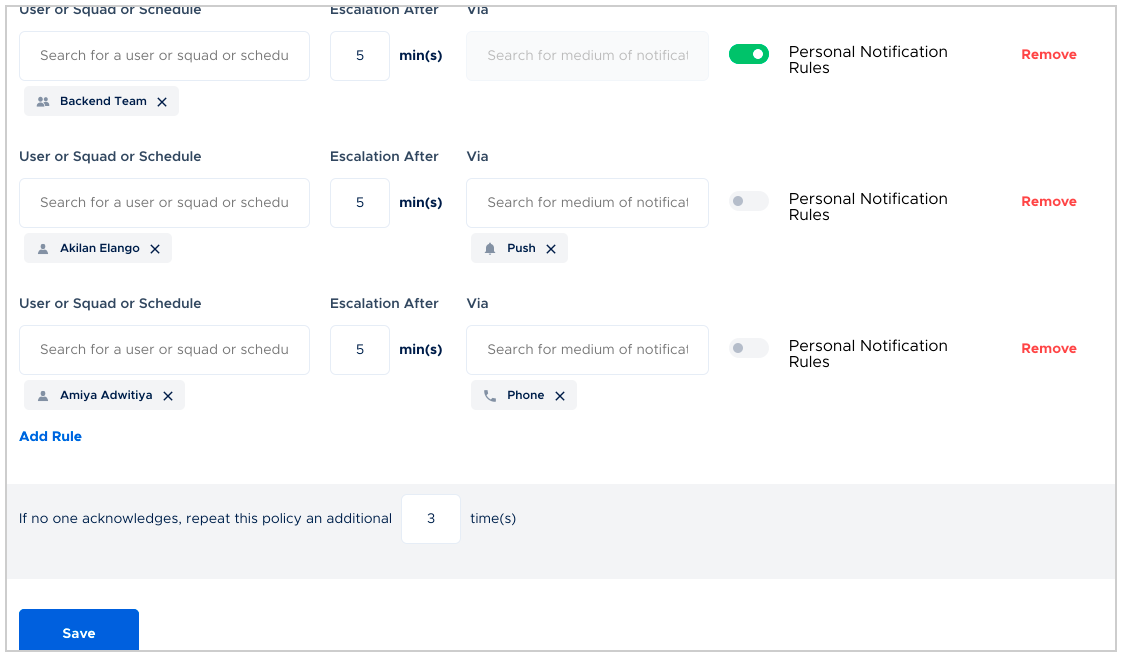 User or Squad or Schedule Escalation After Via
Search for a user or squad or schedu 5 min(s) Search for medium of notificat Personal Notification Rules Remove
Backend Team
User or Squad or Schedule Escalation After Via
Search for a user or squad or schedu 5 min(s) Search for medium of notificat Personal Notification Rules Remove
Akilan Elango Push
User or Squad or Schedule Escalation After Via
Search for a user or squad or schedu 5 min(s) Search for medium of notificat Personal Notification Rules Remove
Amiya Adwitiya Phone
Add Rule
If no one acknowledges, repeat this policy an additional 3 time(s)
Save